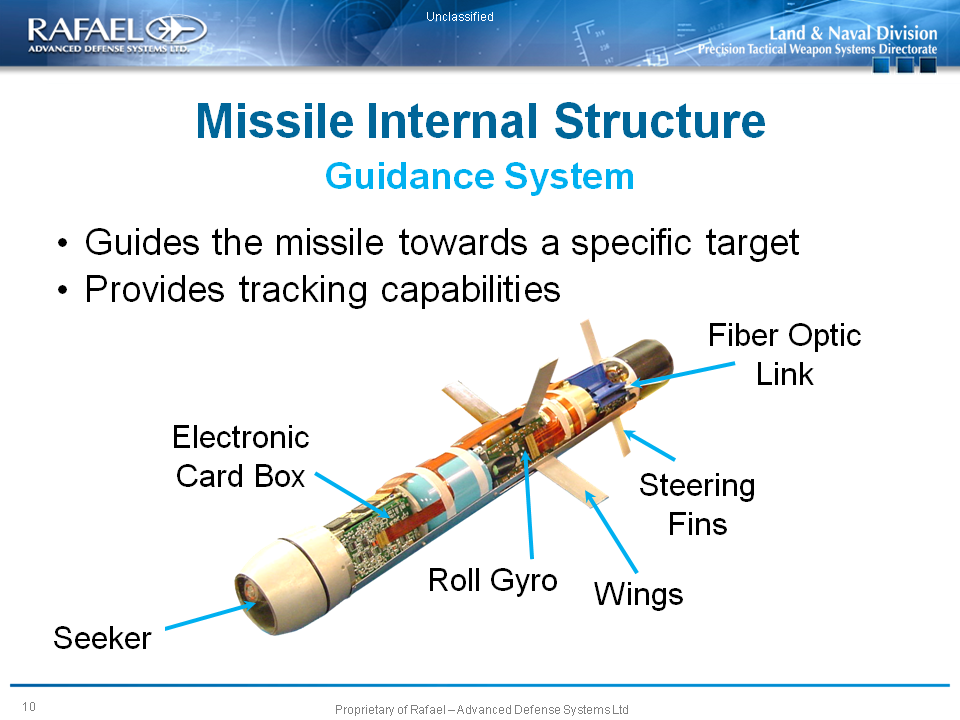 Unclassified
RAFAEL
ADVANCED DEFENSE SYSTEMS LTD.
Land & Naval Division
Precision Tactical Weapon Systems Directorate
Missile Internal Structure
Guidance System
• Guides the missile towards a specific target
• Provides tracking capabilities
Fiber Optic
Link
Electronic
Card Box
Steering
Fins
Roll Gyro
Wings
Seeker
10
Proprietary of Rafael – Advanced Defense Systems Ltd